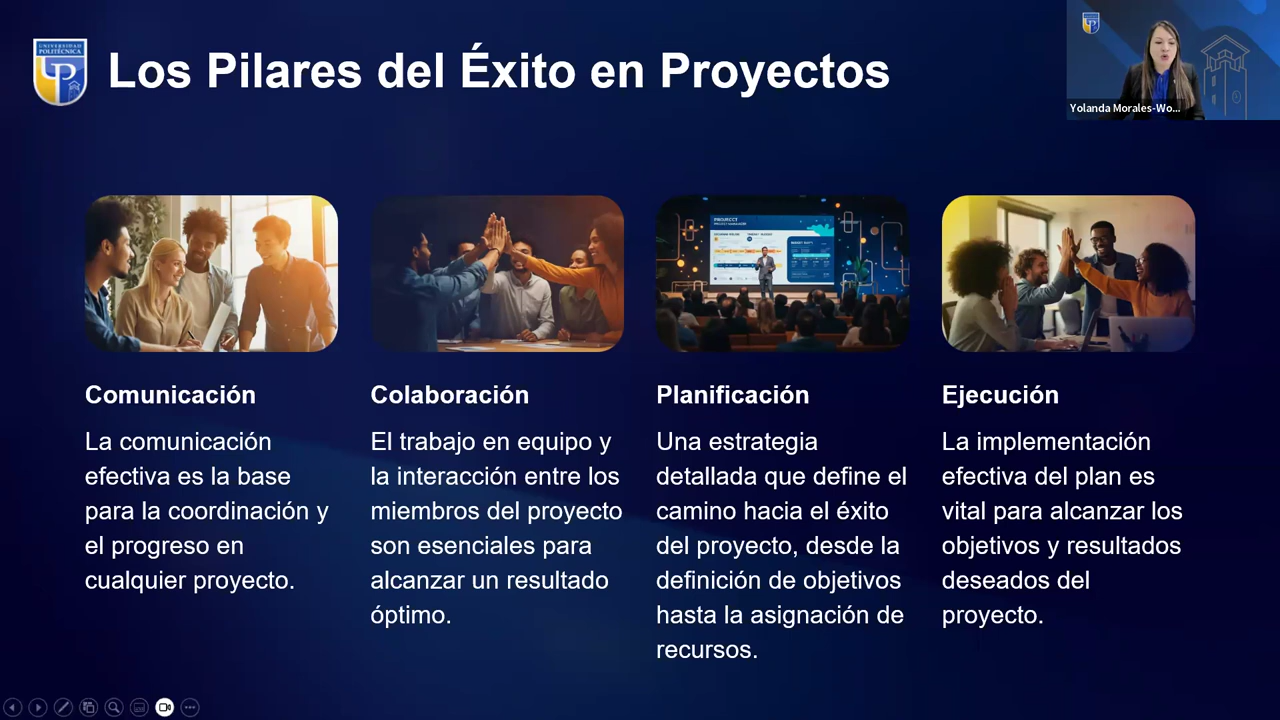 UNIVERSIDAD
POLITÉCNICA
Los Pilares del Éxito en Proyectos
Yolanda Morales-Wo...
PROJECCT
Comunicación
La comunicación
efectiva es la base
para la coordinación y
el progreso en
cualquier proyecto.
Colaboración
El trabajo en equipo y
la interacción entre los
miembros del proyecto
son esenciales para
alcanzar un resultado
óptimo.
Planificación
Una estrategia
detallada que define el
camino hacia el éxito
del proyecto, desde la
definición de objetivos
hasta la asignación de
recursos.
Ejecución
La implementación
efectiva del plan es
vital para alcanzar los
objetivos y resultados
deseados del
proyecto.